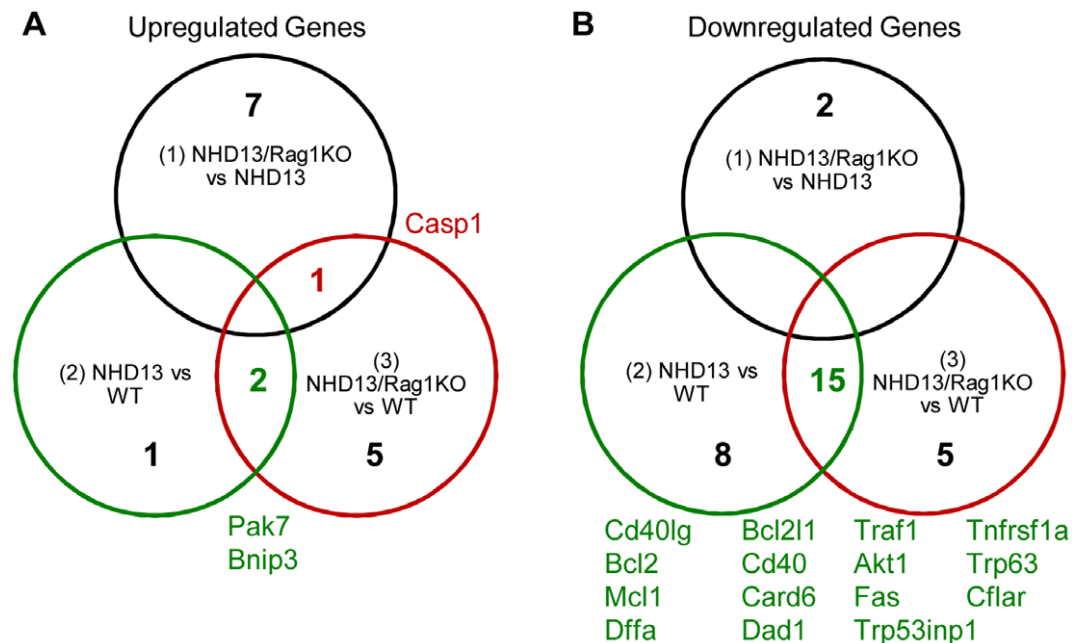 A
Upregulated Genes
7
(1) NHD13/Rag1KO
vs NHD13
Casp1
1
(2) NHD13 vs
WT
2
(3)
NHD13/Rag1KO
vs WT
1
5
Pak7
Bnip3
B
Downregulated Genes
2
(1) NHD13/Rag1KO
vs NHD13
(2) NHD13 vs
WT
15
(3)
NHD13/Rag1KO
vs WT
8
5
Cd40lg Bcl2l1 Traf1 Tnfrsf1a
Bcl2 Cd40 Akt1 Trp63
Mcl1 Card6 Fas Cflar
Dffa Dad1 Trp53inp1